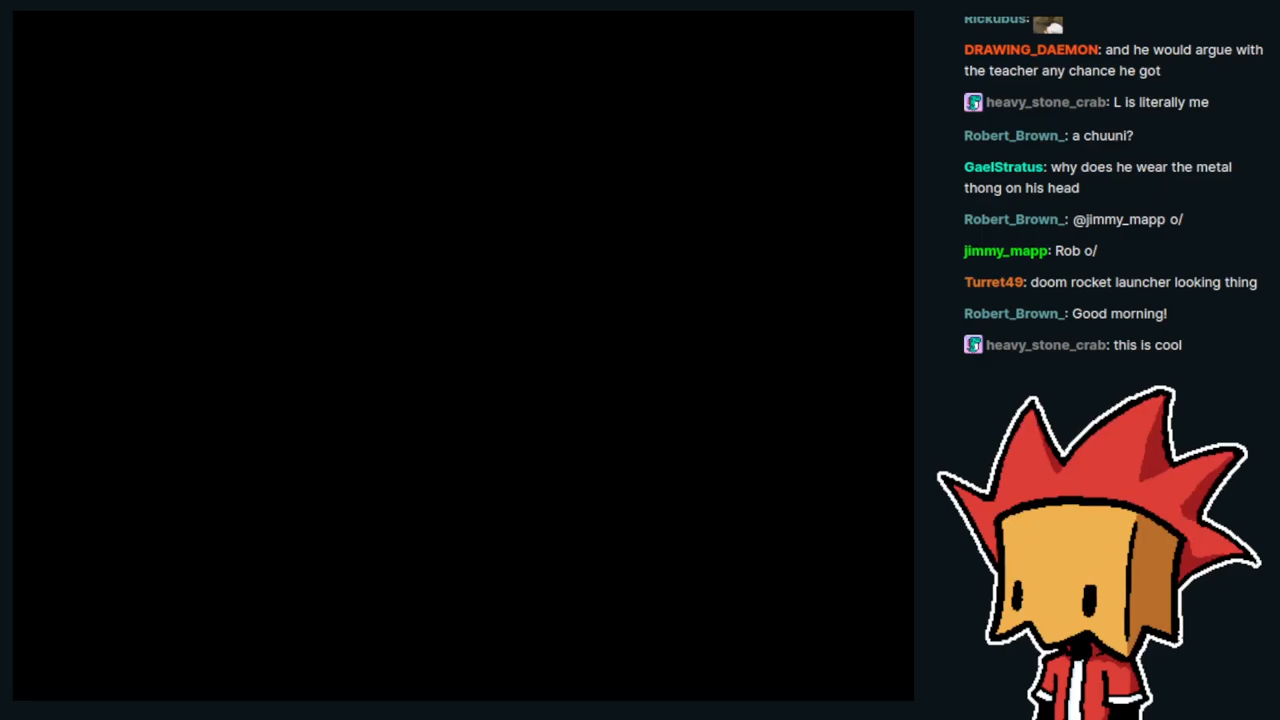 Rickubus:
DRAWING_DAEMON: and he would argue with
the teacher any chance he got
heavy_stone_crab: L is literally me
Robert_Brown_: a chuuni?
GaelStratus: why does he wear the metal
thong on his head
Robert_Brown_: @jimmy_mapp o/
jimmy_mapp: Rob o/
Turret49: doom rocket launcher looking thing
Robert_Brown_: Good morning!
heavy_stone_crab: this is cool